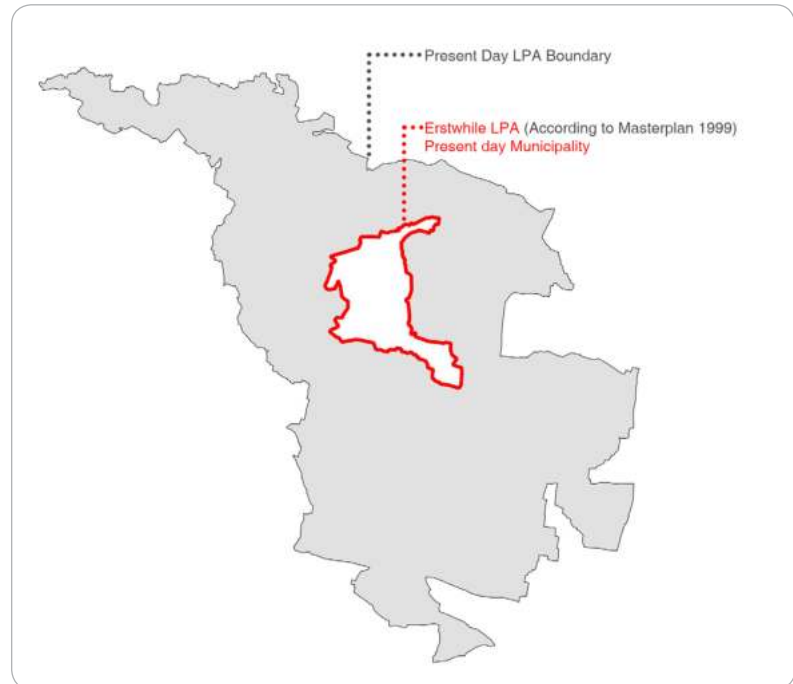 Present Day LPA Boundary
Erstwhile LPA (According to Masterplan 1999)
Present day Municipality